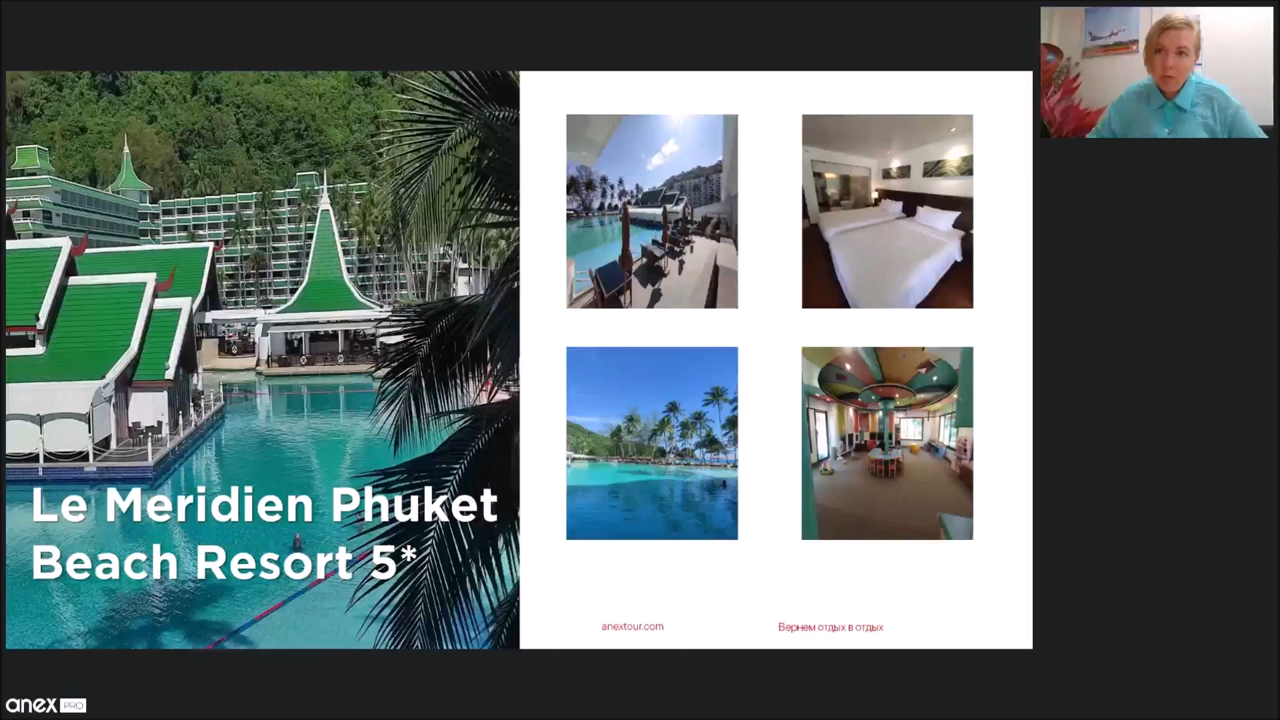 Le Meridien Phuket
Beach Resort 5*
anextour.com
Вернем отдых в отдых
anex PRO